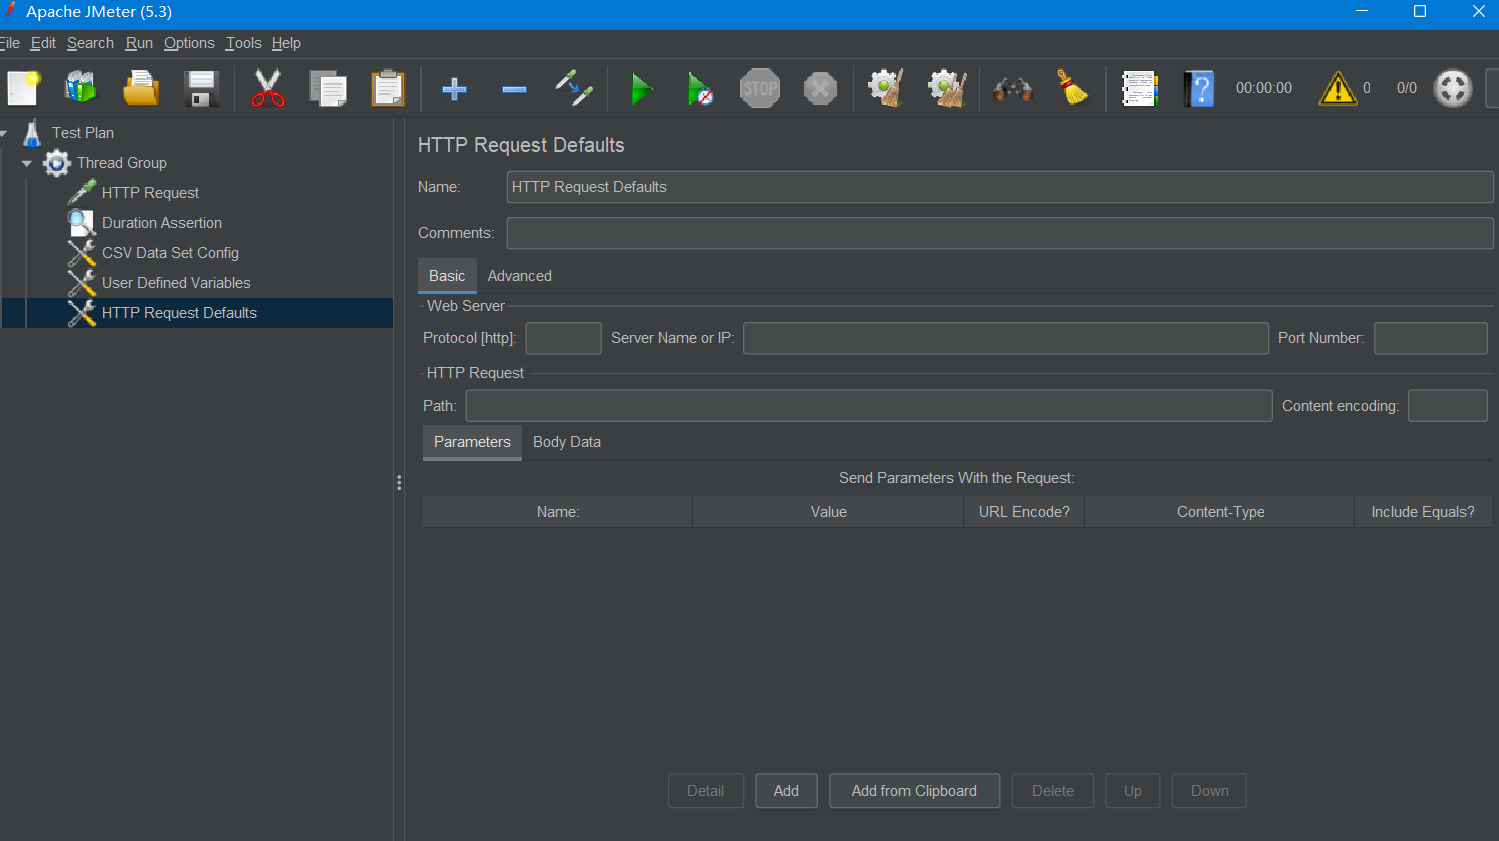 Apache JMeter (5.3)
File Edit Search Run Options Tools Help
STOP 00:00:00 0 0/0
Test Plan
Thread Group
HTTP Request
Duration Assertion
CSV Data Set Config
User Defined Variables
HTTP Request Defaults
HTTP Request Defaults
Name: HTTP Request Defaults
Comments:
Basic Advanced
Web Server
Protocol [http]: Server Name or IP: Port Number:
HTTP Request
Path: Content encoding:
Parameters Body Data
Send Parameters With the Request:
Name: Value URL Encode? Content-Type Include Equals?
Detail Add Add from Clipboard Delete Up Down